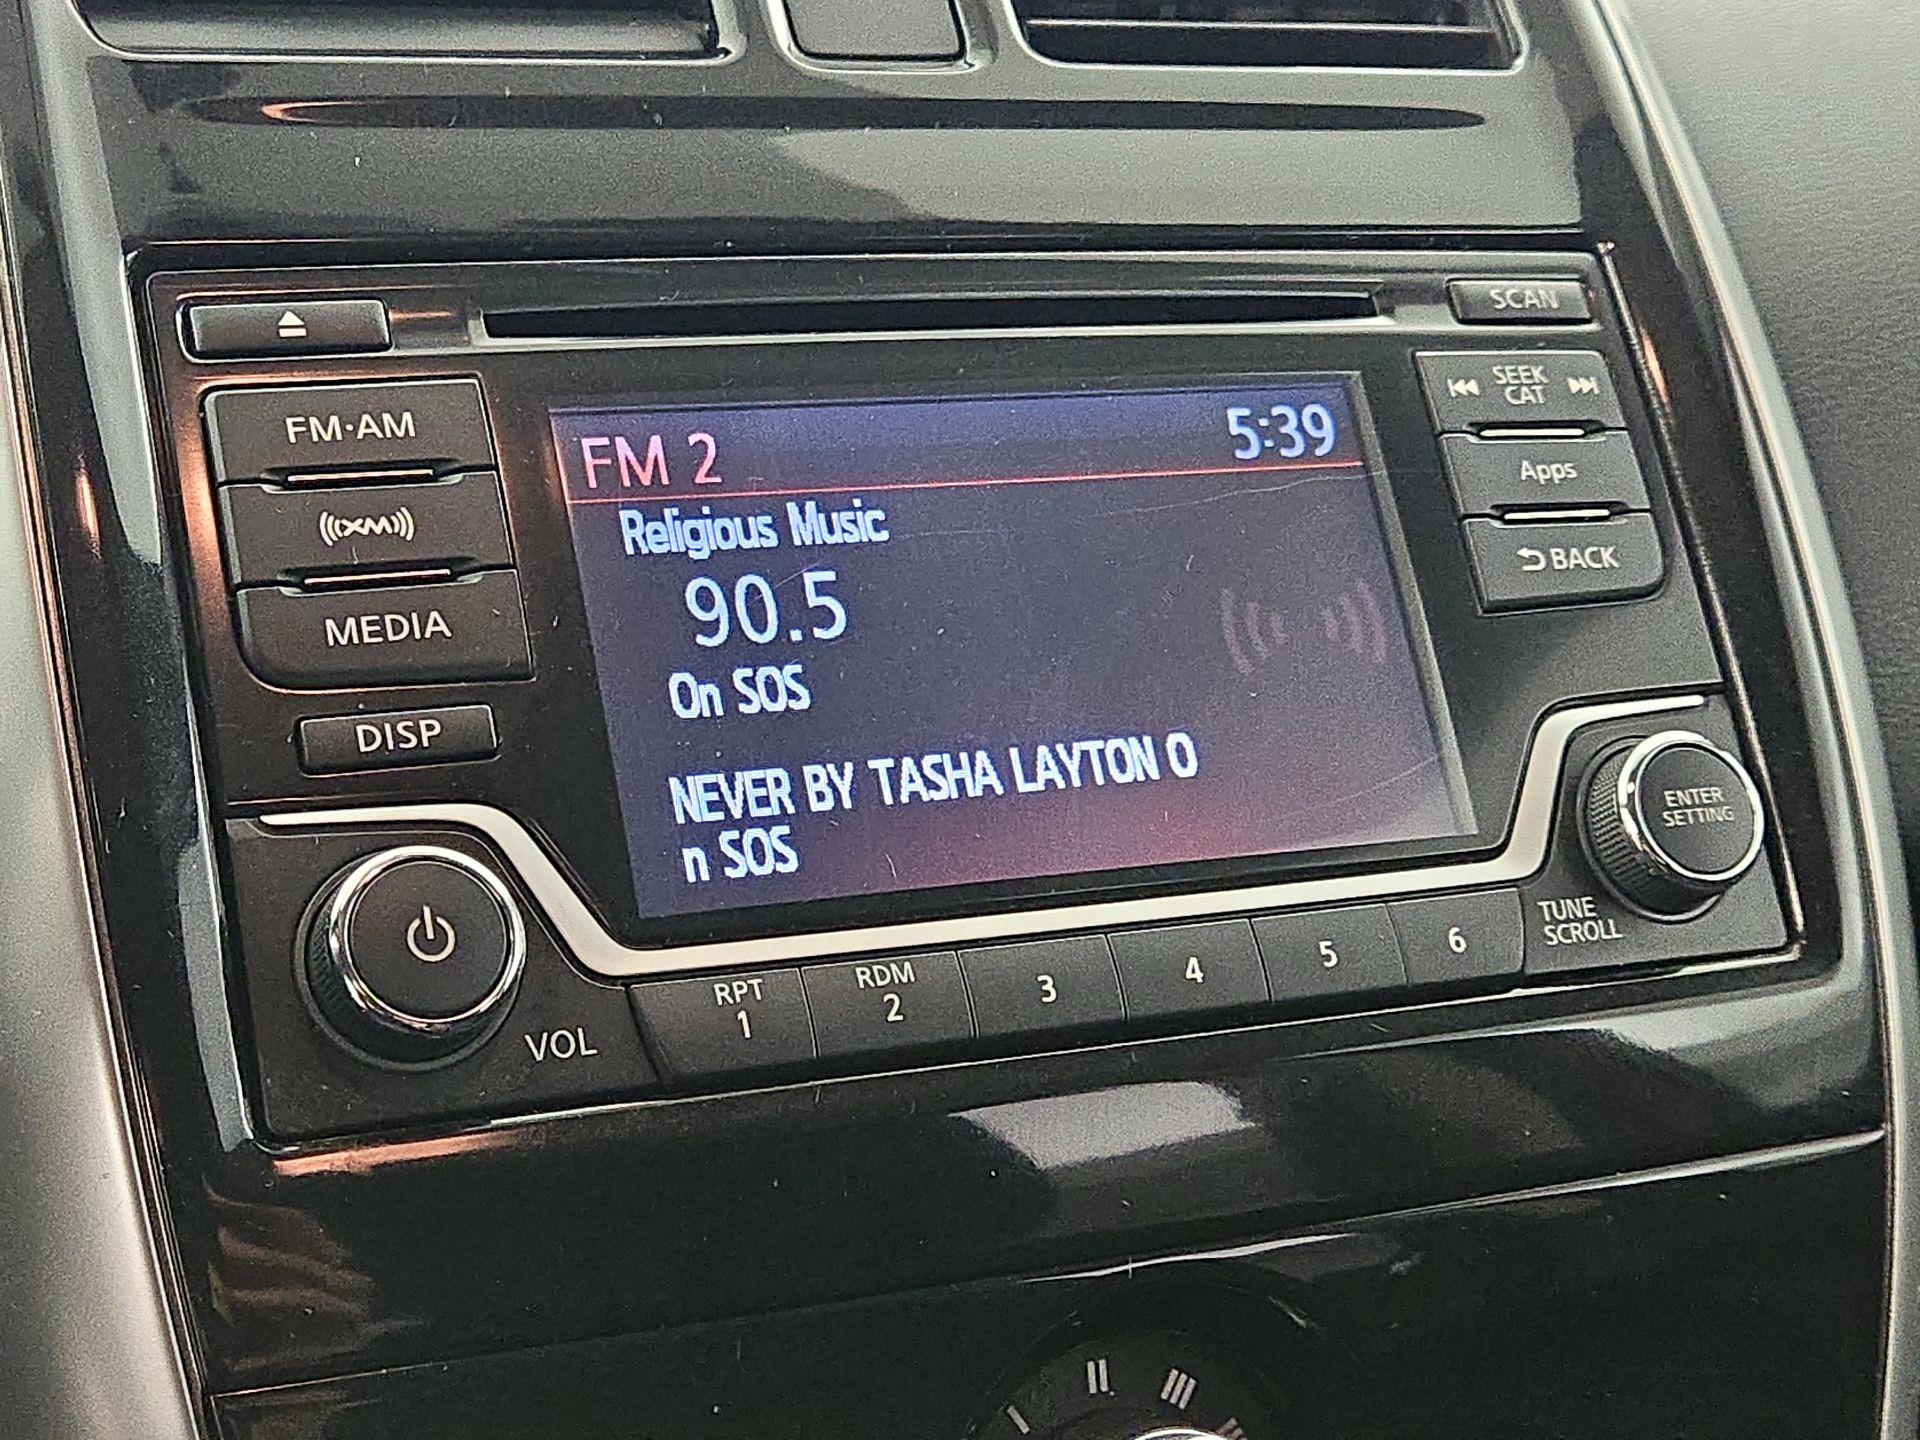 SCAN
FM·AM
SEEK
CAT
FM 2
5:39
XM
Religious Music
Apps
MEDIA
90.5
BACK
On SOS
DISP
NEVER BY TASHA LAYTON O
n SOS
ENTER
SETTING
TUNE
SCROLL
VOL
RPT
1
RDM
2
3
4
5
6
I
II
III